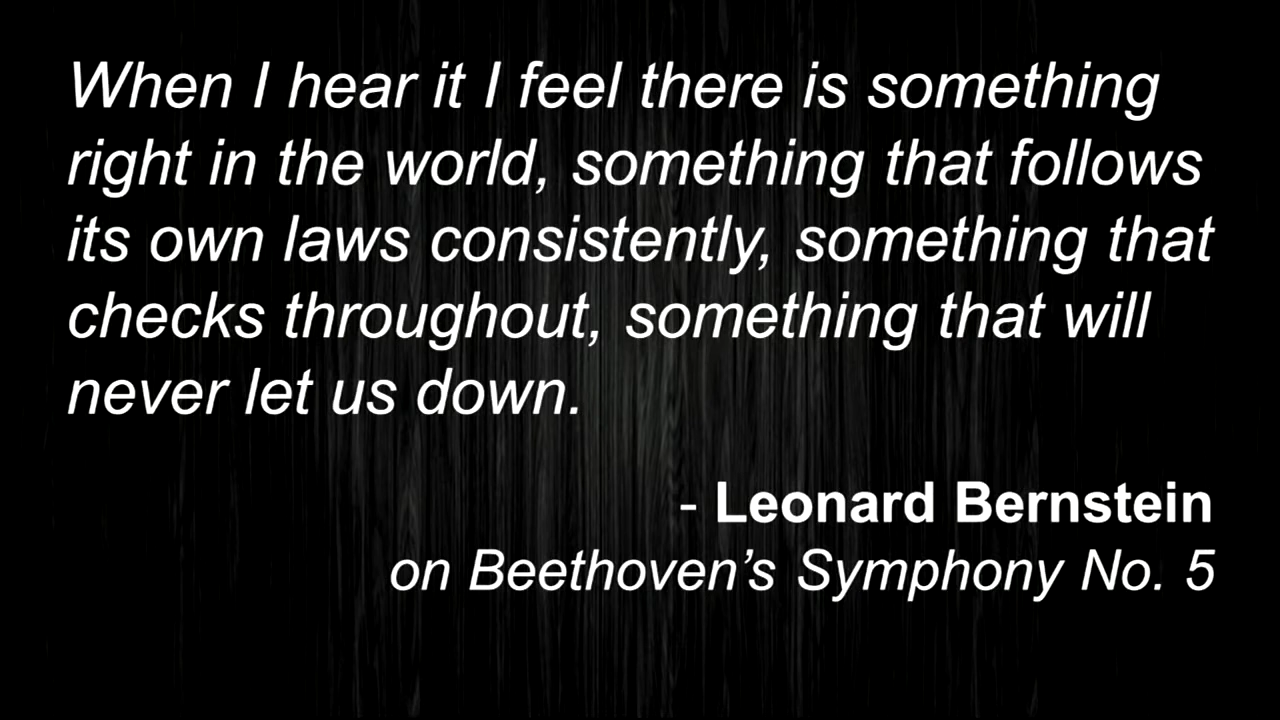 When I hear it I feel there is something
right in the world, something that follows
its own laws consistently, something that
checks throughout, something that will
never let us down.
- Leonard Bernstein
on Beethoven’s Symphony No. 5